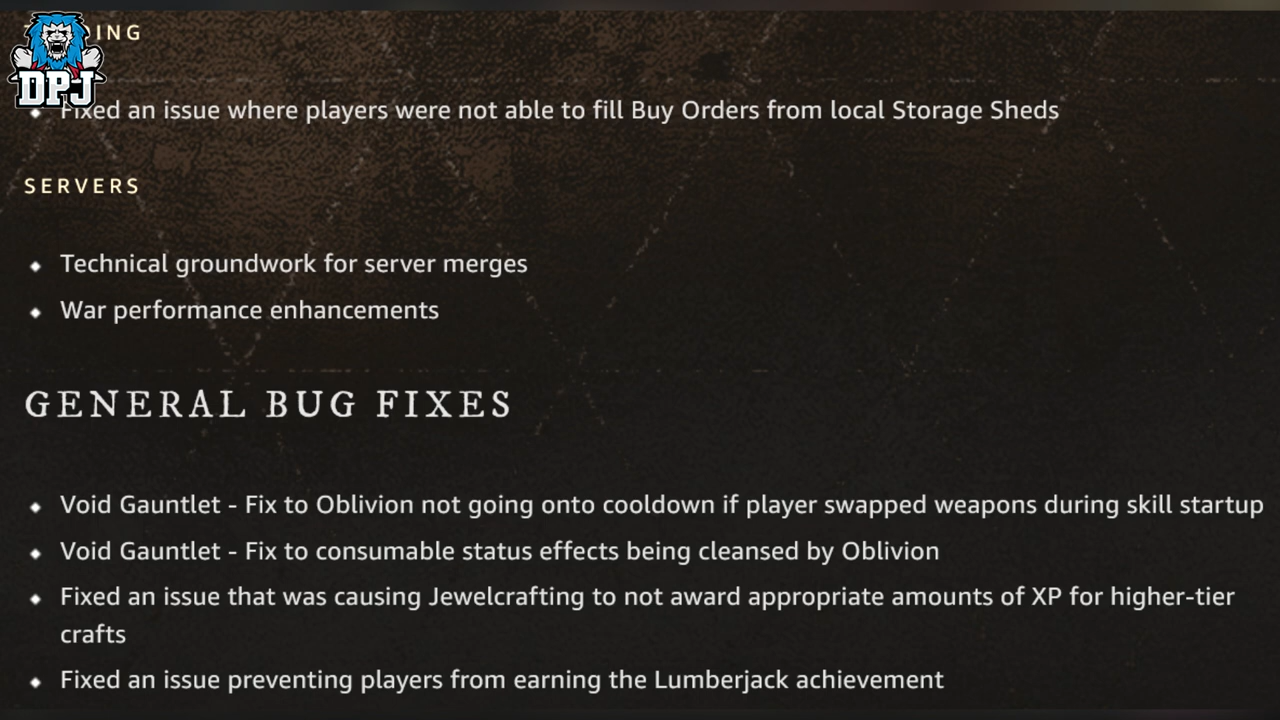 ING
DPJ
Fixed an issue where players were not able to fill Buy Orders from local Storage Sheds
SERVERS
Technical groundwork for server merges
War performance enhancements
GENERAL BUG FIXES
Void Gauntlet - Fix to Oblivion not going onto cooldown if player swapped weapons during skill startup
Void Gauntlet - Fix to consumable status effects being cleansed by Oblivion
Fixed an issue that was causing Jewelcrafting to not award appropriate amounts of XP for higher-tier
crafts
Fixed an issue preventing players from earning the Lumberjack achievement